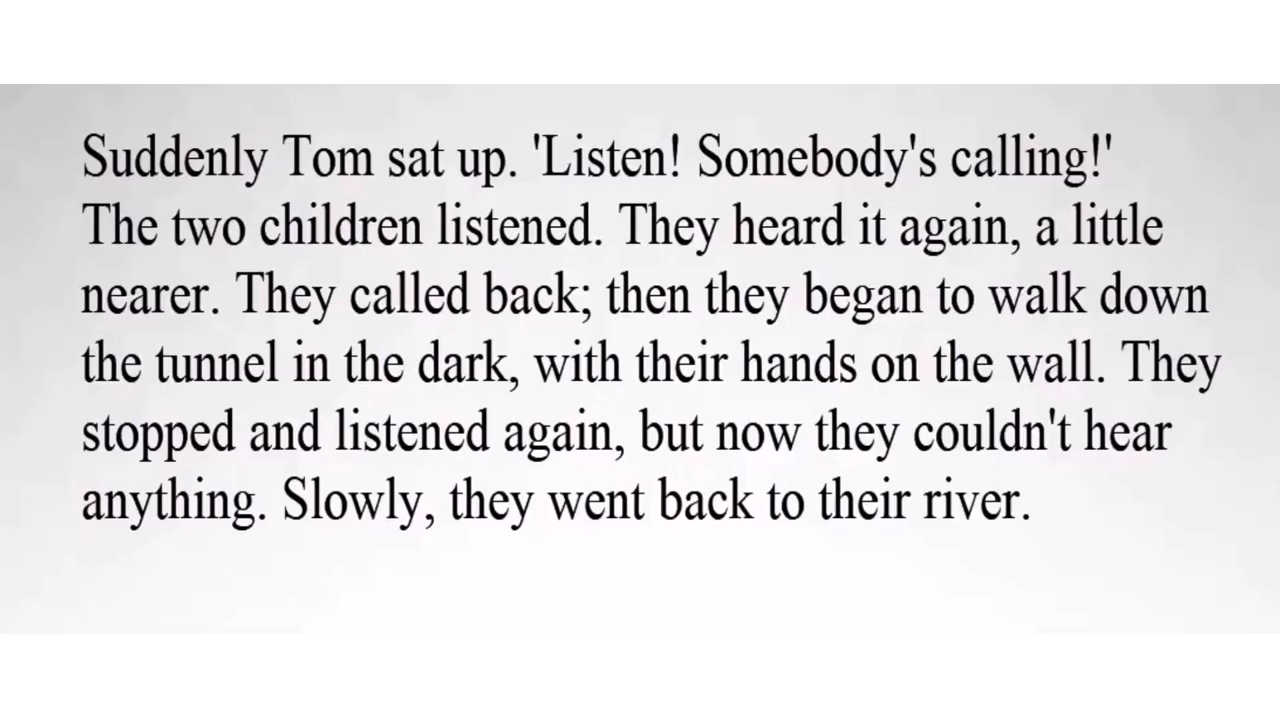 Suddenly Tom sat up. 'Listen! Somebody's calling!'
The two children listened. They heard it again, a little
nearer. They called back; then they began to walk down
the tunnel in the dark, with their hands on the wall. They
stopped and listened again, but now they couldn't hear
anything. Slowly, they went back to their river.